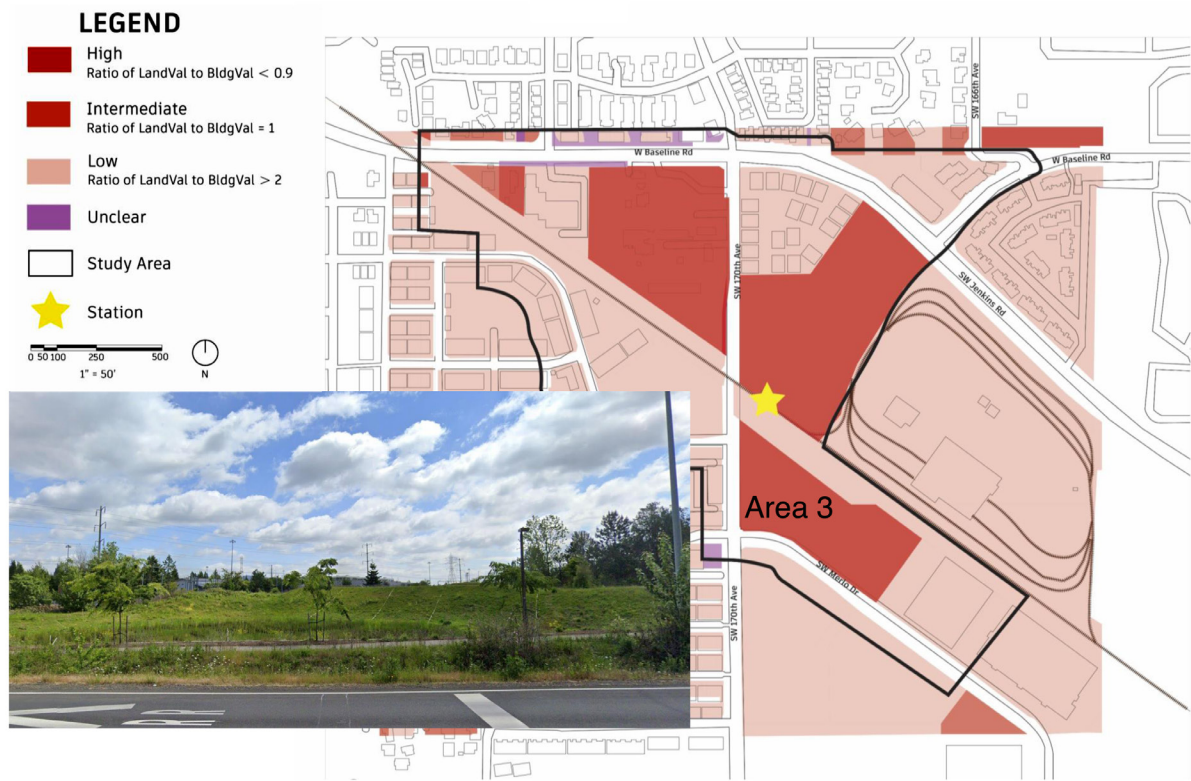 LEGEND
High
Ratio of LandVal to BldgVal < 0.9
Intermediate
Ratio of LandVal to BldgVal = 1
Low
Ratio of LandVal to BldgVal > 2
Unclear
Study Area
Station
0 50 100 250 500
1" = 50'
N
SW 166th Ave
W Baseline Rd
W Baseline Rd
SW 170th Ave
SW Jenkins Rd
Area 3
SW Merlo Dr
SW 170th Ave